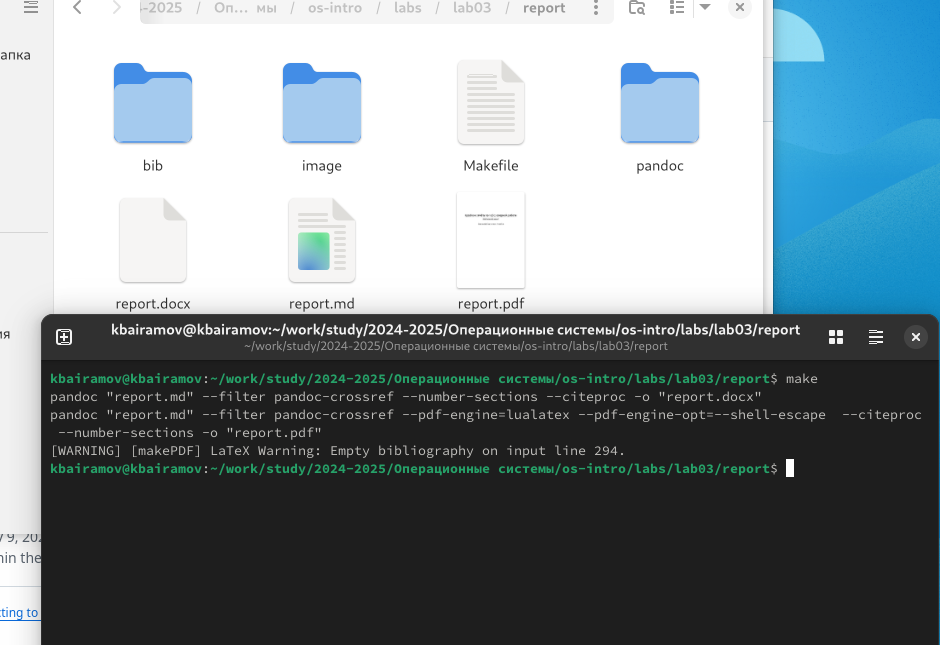 -2025 / Оп... мы / os-intro / labs / lab03 / report
апка
bib
image
Makefile
pandoc
report.docx
report.md
report.pdf
ия
kbairamov@kbairamov:~/work/study/2024-2025/Операционные системы/os-intro/labs/lab03/report
~/work/study/2024-2025/Операционные системы/os-intro/labs/lab03/report
kbairamov@kbairamov:~/work/study/2024-2025/Операционные системы/os-intro/labs/lab03/report$ make
pandoc "report.md" --filter pandoc-crossref --number-sections --citeproc -o "report.docx"
pandoc "report.md" --filter pandoc-crossref --pdf-engine=lualatex --pdf-engine-opt=--shell-escape  --citeproc
 --number-sections -o "report.pdf"
[WARNING] [makePDF] LaTeX Warning: Empty bibliography on input line 294.
kbairamov@kbairamov:~/work/study/2024-2025/Операционные системы/os-intro/labs/lab03/report$
y 9, 202
hin the
ting to